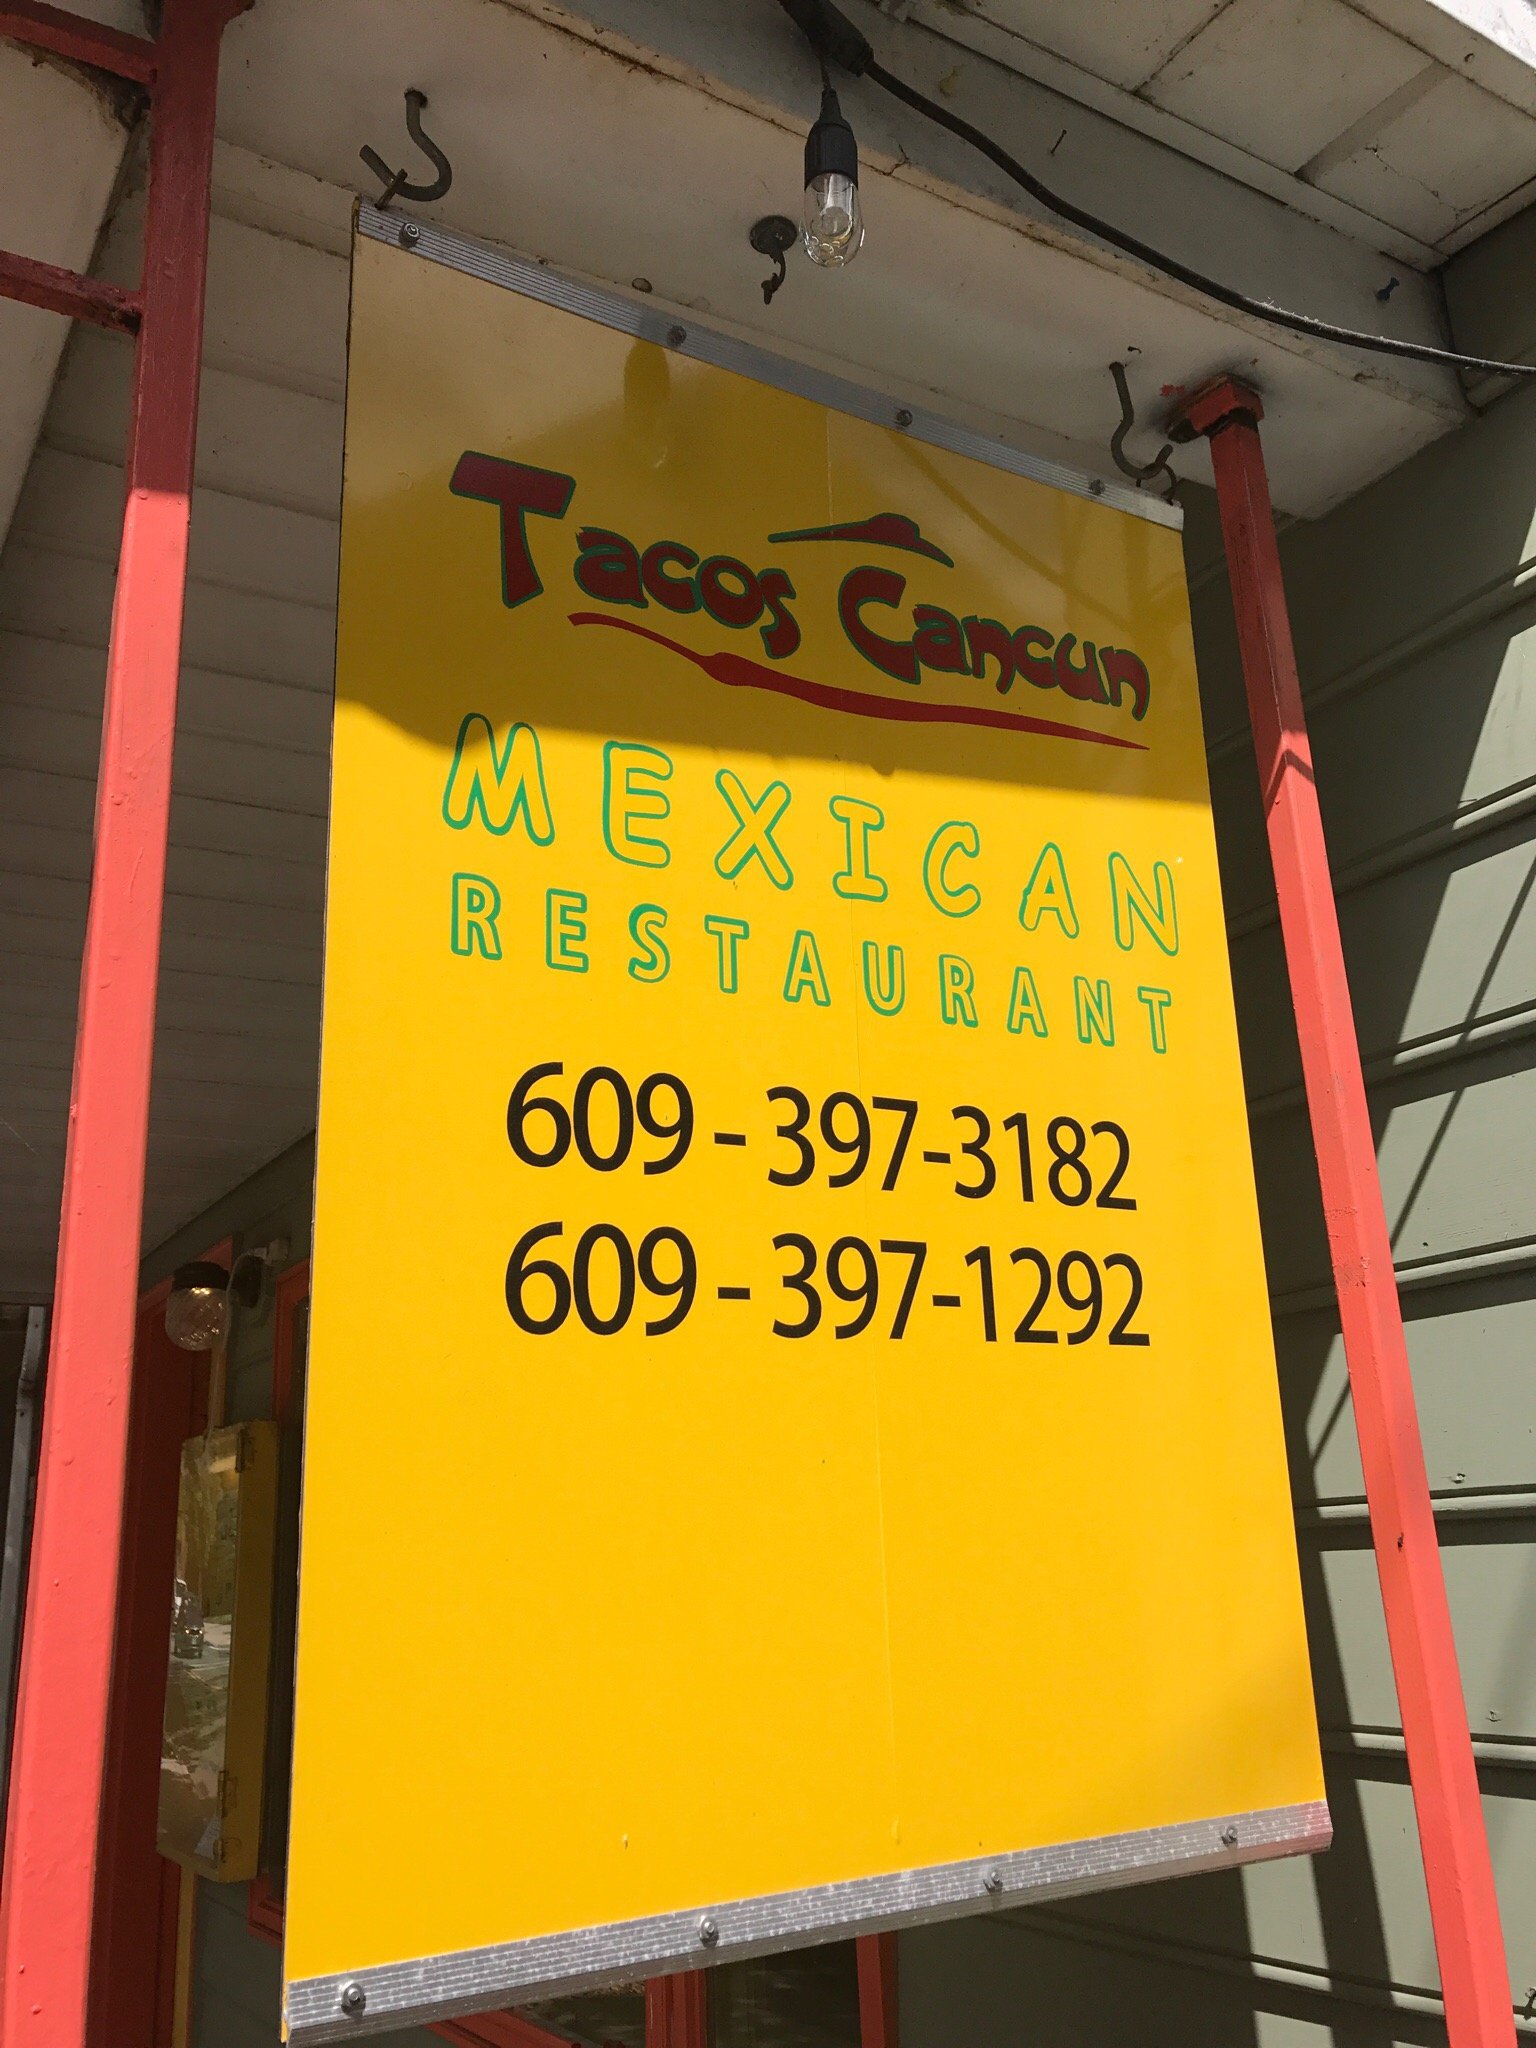 Tacos Cancun
MEXICAN
RESTAURANT
609 - 397-3182
609 - 397-1292